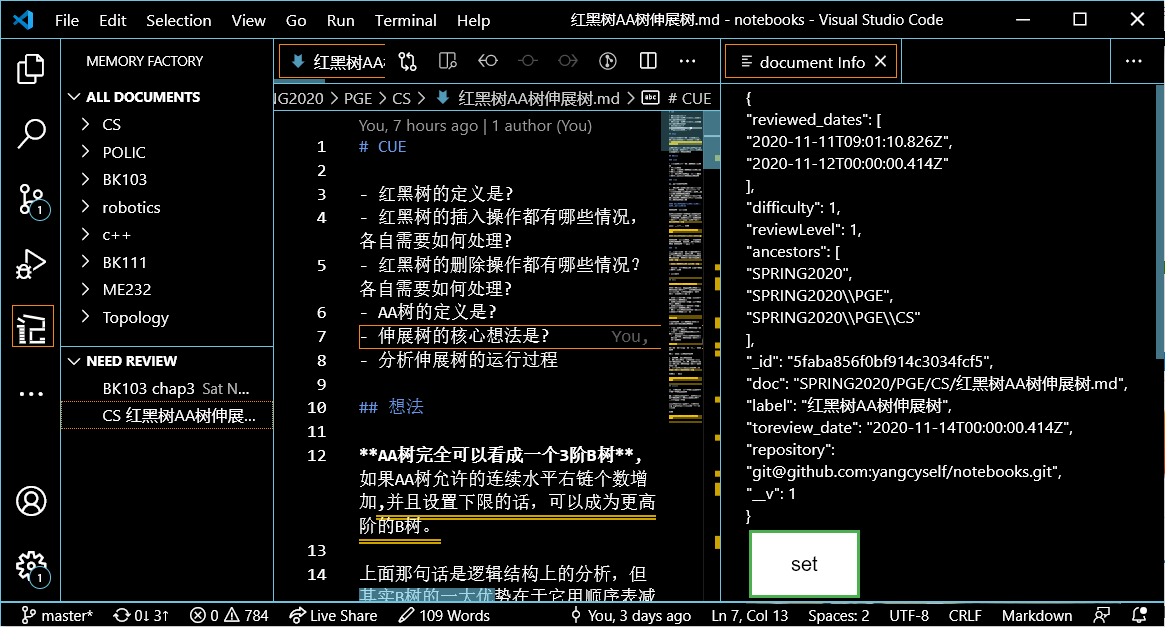 File Edit Selection View Go Run Terminal Help 红黑树AA树伸展树.md - notebooks - Visual Studio Code
MEMORY FACTORY
ALL DOCUMENTS
CS
POLIC
BK103
robotics
c++
BK111
ME232
Topology
NEED REVIEW
BK103 chap3 Sat N...
CS 红黑树AA树伸展...
1
1
红黑树AA
NG2020 > PGE > CS > 红黑树AA树伸展树.md > abc # CUE
You, 7 hours ago | 1 author (You)
1 # CUE
2
3 - 红黑树的定义是?
4 - 红黑树的插入操作都有哪些情况,
各自需要如何处理?
5 - 红黑树的删除操作都有哪些情况?
各自需要如何处理?
6 - AA树的定义是?
7 - 伸展树的核心想法是? You,
8 - 分析伸展树的运行过程
9
10 ## 想法
11
12 **AA树完全可以看成一个3阶B树**,
如果AA树允许的连续水平右链个数增
加,并且设置下限的话，可以成为更高
阶的B树。
13
14 上面那句话是逻辑结构上的分析，但
其实B树的一大优势在于它用顺序表减
document Info
{
"reviewed_dates": [
"2020-11-11T09:01:10.826Z",
"2020-11-12T00:00:00.414Z"
],
"difficulty": 1,
"reviewLevel": 1,
"ancestors": [
"SPRING2020",
"SPRING2020\\PGE",
"SPRING2020\\PGE\\CS"
],
"_id": "5faba856f0bf914c3034fcf5",
"doc": "SPRING2020/PGE/CS/红黑树AA树伸展树.md",
"label": "红黑树AA树伸展树",
"toreview_date": "2020-11-14T00:00:00.414Z",
"repository":
"git@github.com:yangcyself/notebooks.git",
"__v": 1
}
set
master* 0↓ 3↑ 0 784 Live Share 109 Words You, 3 days ago Ln 7, Col 13 Spaces: 2 UTF-8 CRLF Markdown